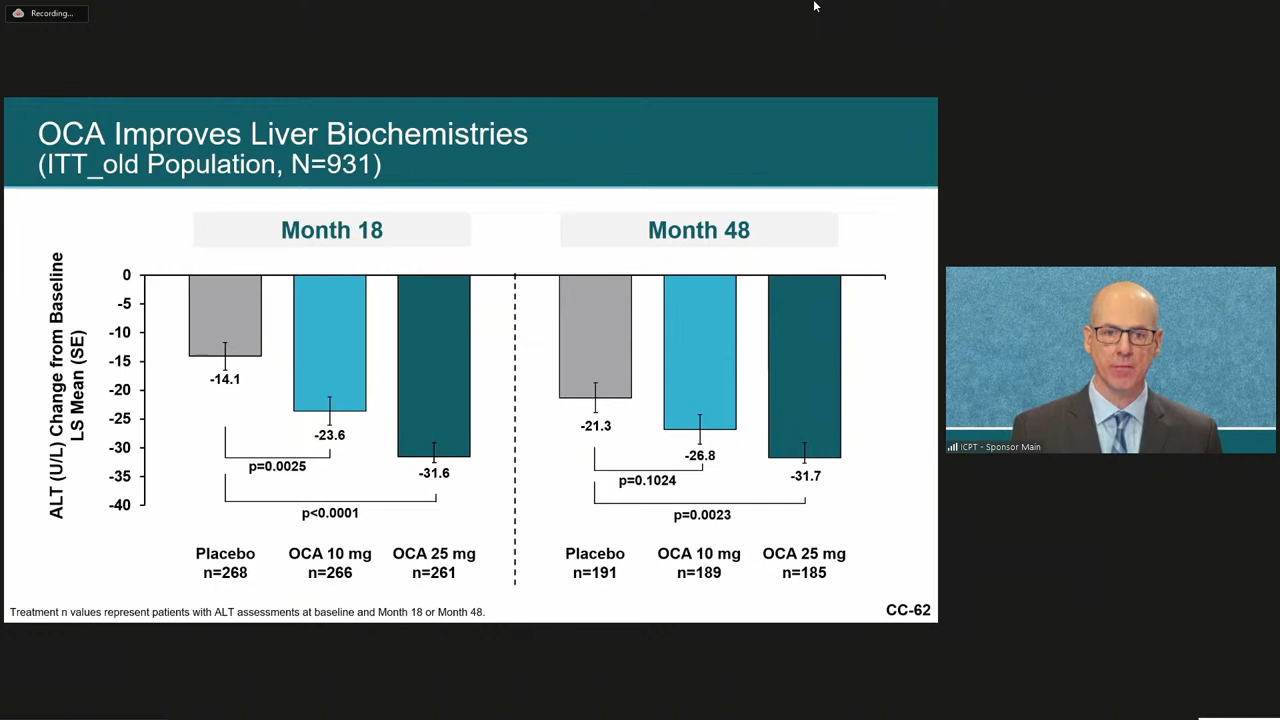 Recording...
OCA Improves Liver Biochemistries
(ITT_old Population, N=931)
Month 18
Month 48
ALT (U/L) Change from Baseline
LS Mean (SE)
0
-5
-10
-15
-20
-25
-30
-35
-40
-14.1
-23.6
-31.6
p=0.0025
p<0.0001
-21.3
-26.8
-31.7
p=0.1024
p=0.0023
Placebo
n=268
OCA 10 mg
n=266
OCA 25 mg
n=261
Placebo
n=191
OCA 10 mg
n=189
OCA 25 mg
n=185
Treatment n values represent patients with ALT assessments at baseline and Month 18 or Month 48.
CC-62
ICPT - Sponsor Main